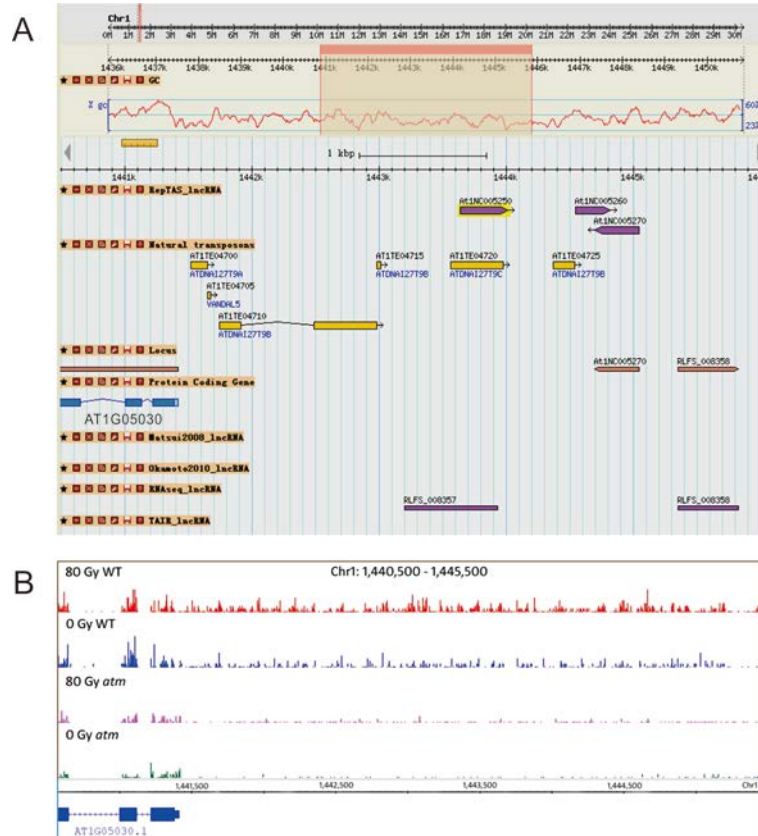 A
Chr1
0M 1M 2M 3M 4M 5M 6M 7M 8M 9M 10M 11M 12M 13M 14M 15M 16M 17M 18M 19M 20M 21M 22M 23M 24M 25M 26M 27M 28M 29M 30M
1436k 1437k 1438k 1439k 1440k 1441k 1442k 1443k 1444k 1445k 1446k 1447k 1448k 1449k 1450k
GC
% gc
60%
23%
1 kbp
1441k 1442k 1443k 1444k 1445k
RepTAS_lncRNA
At1NC005250 At1NC005260
At1NC005270
Natural transposons
AT1TE04700 AT1TE04715 AT1TE04720 AT1TE04725
ATDNAI27T9A ATDNAI27T9B ATDNAI27T9C ATDNAI27T9B
AT1TE04705
VANDAL5
AT1TE04710
ATDNAI27T9B
Locus
At1NC005270 RLFS_008358
Protein Coding Gene
AT1G05030
Matsui2008_lncRNA
Okamoto2010_lncRNA
RNAseq_lncRNA
RLFS_008357 RLFS_008358
TAIR_lncRNA
B
80 Gy WT Chr1: 1,440,500 - 1,445,500
0 Gy WT
80 Gy atm
0 Gy atm
1,441,500 1,442,500 1,443,500 1,444,500 Chr1
AT1G05030.1